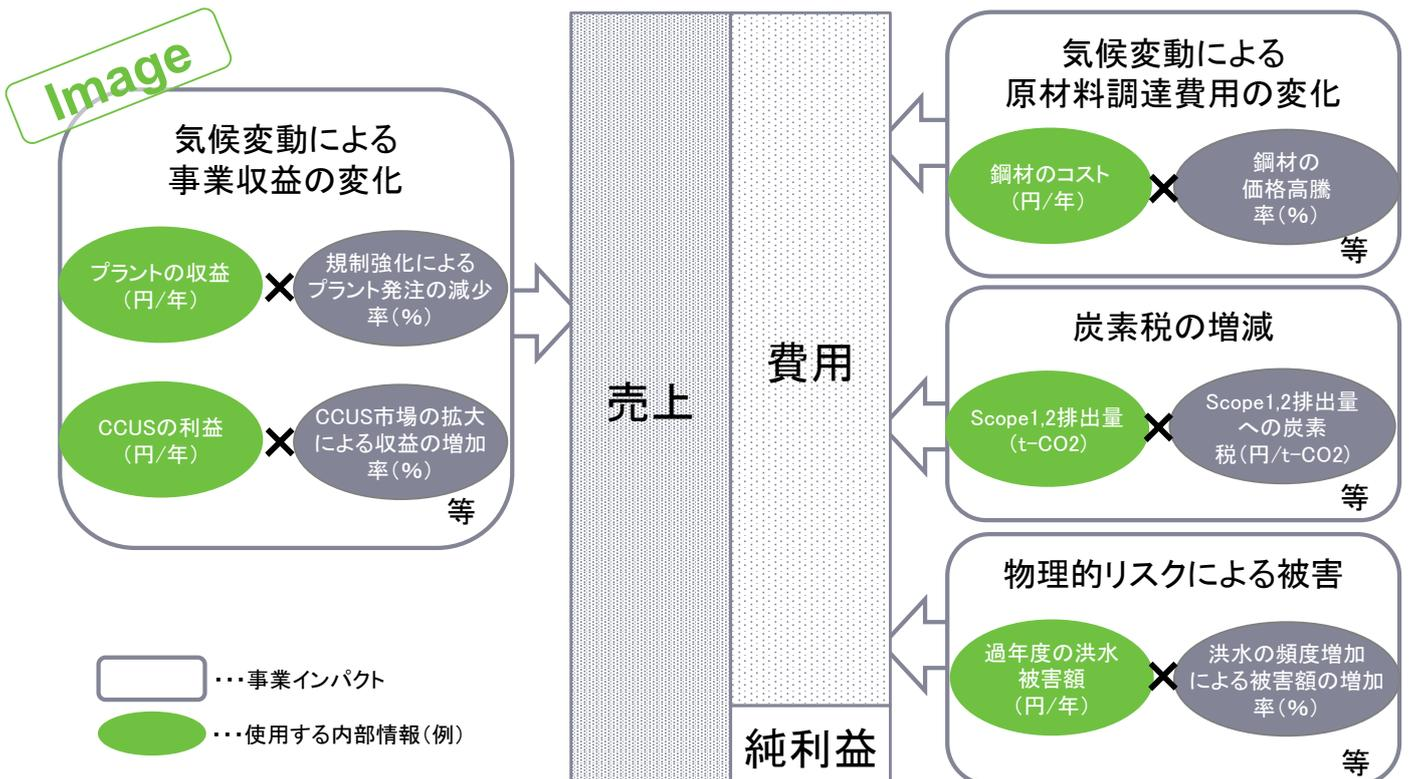 Image
気候変動による
事業収益の変化
プラントの収益
(円/年)
×
規制強化による
プラント発注の減少
率(%)
CCUSの利益
(円/年)
×
CCUS市場の拡大
による収益の増加
率(%)
等
売上
費用
純利益
気候変動による
原材料調達費用の変化
鋼材のコスト
(円/年)
×
鋼材の
価格高騰
率(%)
等
炭素税の増減
Scope1,2排出量
(t-CO2)
×
Scope1,2排出量
への炭素
税(円/t-CO2)
等
物理的リスクによる被害
過年度の洪水
被害額
(円/年)
×
洪水の頻度増加
による被害額の増加
率(%)
等
・・・事業インパクト
・・・使用する内部情報(例)